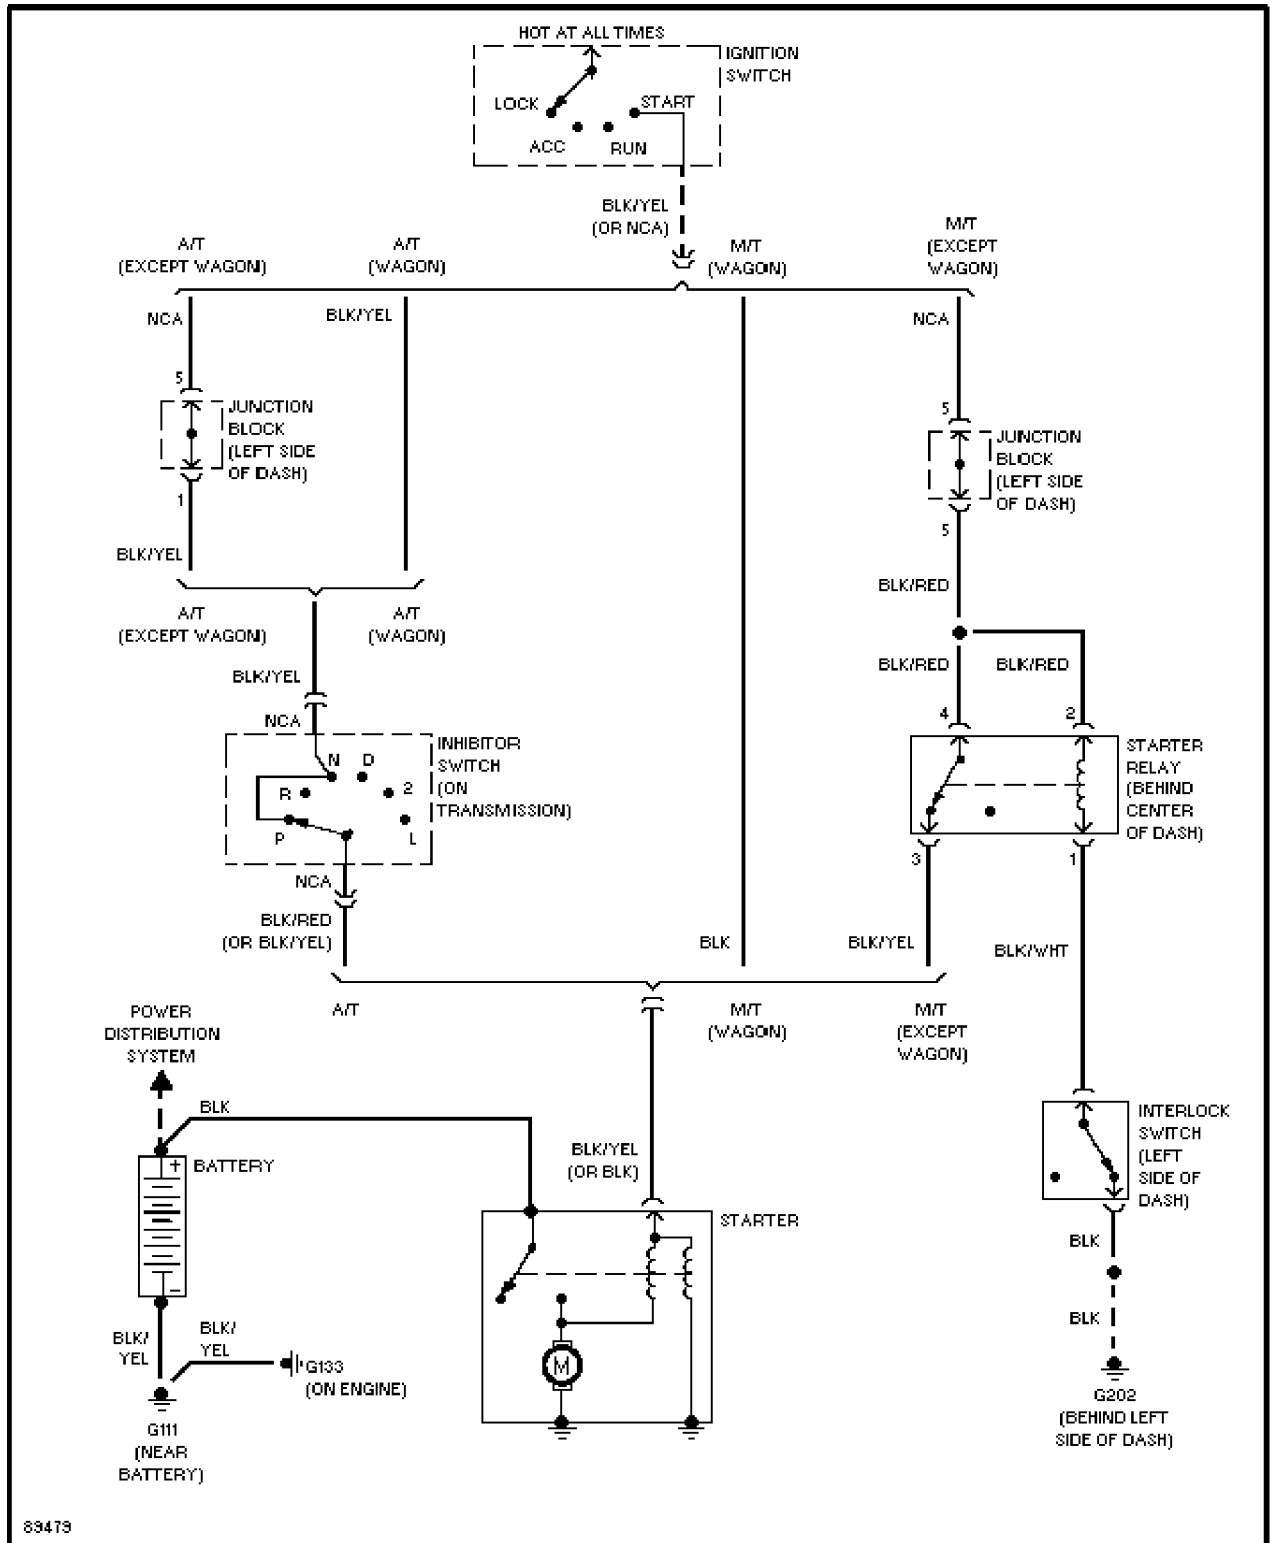 HOT AT ALL TIMES
IGNITION
SWITCH
LOCK
START
ACC
RUN
BLK/YEL
(OR NCA)
A/T
(EXCEPT WAGON)
A/T
(WAGON)
M/T
(WAGON)
M/T
(EXCEPT
WAGON)
NCA
BLK/YEL
NCA
5
JUNCTION
BLOCK
(LEFT SIDE
OF DASH)
1
5
JUNCTION
BLOCK
(LEFT SIDE
OF DASH)
5
BLK/YEL
BLK/RED
A/T
(EXCEPT WAGON)
A/T
(WAGON)
BLK/YEL
BLK/RED
BLK/RED
NCA
4
2
INHIBITOR
SWITCH
(ON
TRANSMISSION)
N
D
R
2
P
L
STARTER
RELAY
(BEHIND
CENTER
OF DASH)
3
1
NCA
BLK/RED
(OR BLK/YEL)
BLK
BLK/YEL
BLK/WHT
A/T
M/T
(WAGON)
M/T
(EXCEPT
WAGON)
POWER
DISTRIBUTION
SYSTEM
BLK
+
BATTERY
-
BLK/YEL
(OR BLK)
STARTER
M
INTERLOCK
SWITCH
(LEFT
SIDE OF
DASH)
BLK
BLK
BLK/
YEL
BLK/
YEL
G133
(ON ENGINE)
G111
(NEAR
BATTERY)
G202
(BEHIND LEFT
SIDE OF DASH)
89479